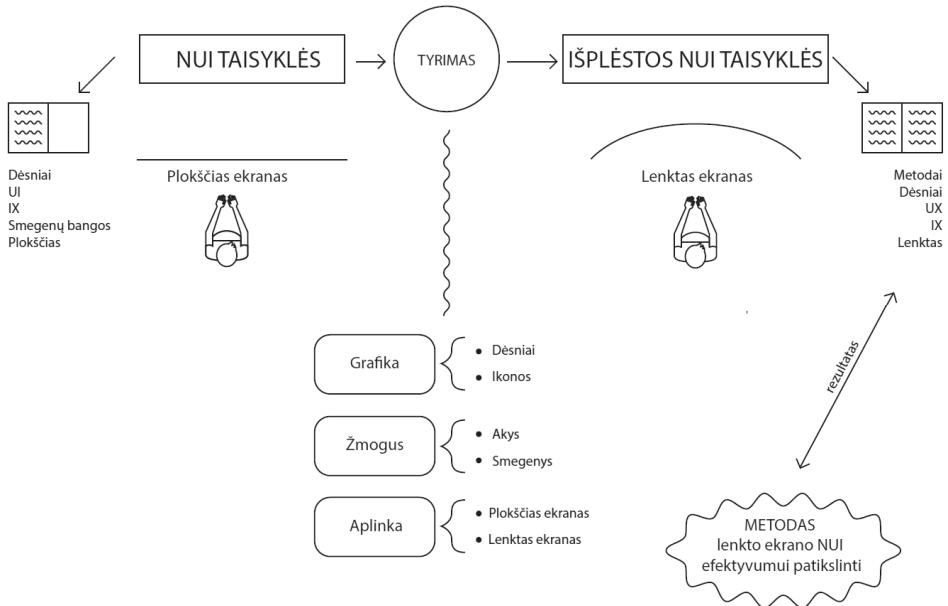 NUI TAISYKLĖS
TYRIMAS
IŠPLĖSTOS NUI TAISYKLĖS
Dėsniai
UI
IX
Smegenų bangos
Plokščias
Plokščias ekranas
Lenktas ekranas
Metodai
Dėsniai
UX
IX
Lenktas
Grafika
• Dėsniai
• Ikonos
Žmogus
• Akys
• Smegenys
Aplinka
• Plokščias ekranas
• Lenktas ekranas
rezultatas
METODAS
lenkto ekrano NUI
efektyvumui patikslinti